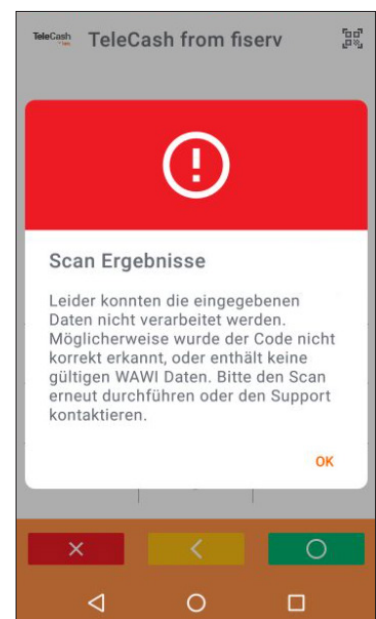 TeleCash TeleCash from fiserv
Scan Ergebnisse
Leider konnten die eingegebenen
Daten nicht verarbeitet werden.
Möglicherweise wurde der Code nicht
korrekt erkannt, oder enthält keine
gültigen WAWI Daten. Bitte den Scan
erneut durchführen oder den Support
kontaktieren.
OK